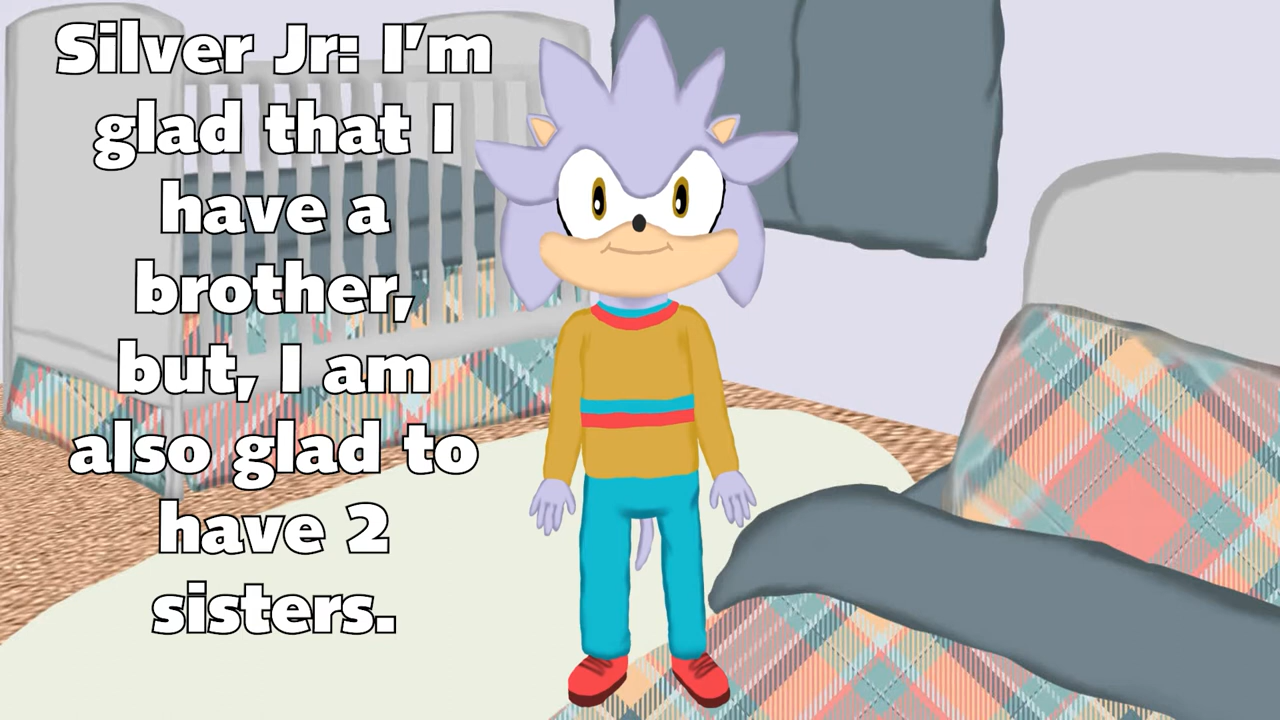 Silver Jr: I'm
glad that I
have a
brother,
but, I am
also glad to
have 2
sisters.